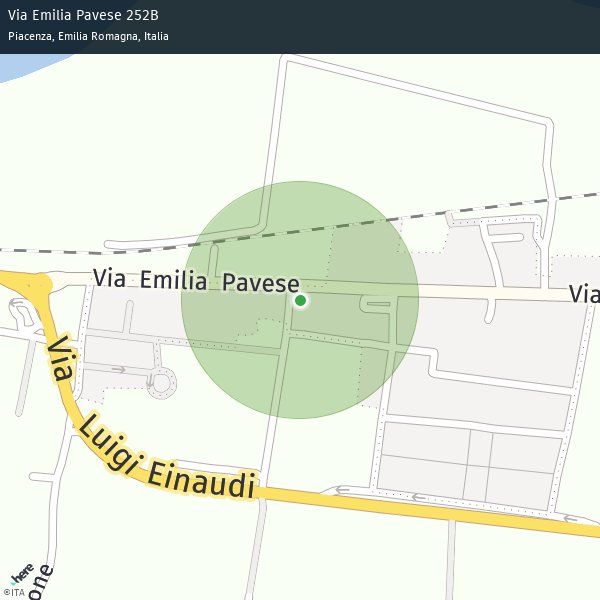 Via Emilia Pavese 252B
Piacenza, Emilia Romagna, Italia
Via Emilia Pavese
Via
Via Luigi Einaudi
one
here
©ITA